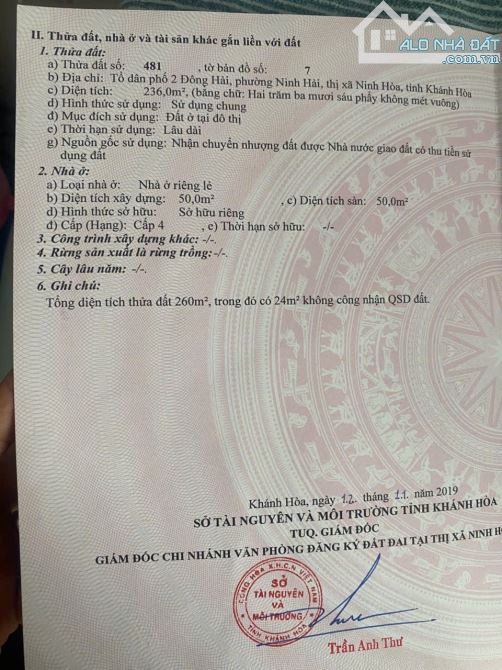 ALO NHÀ ĐẤT
alonhadat.com.vn
II. Thửa đất, nhà ở và tài sản khác gắn liền với đất
1. Thửa đất:
a) Thửa đất số: 481 , tờ bản đồ số: 7
b) Địa chỉ: Tổ dân phố 2 Đông Hải, phường Ninh Hải, thị xã Ninh Hòa, tỉnh Khánh Hòa
c) Diện tích: 236,0m², (bằng chữ: Hai trăm ba mươi sáu phẩy không mét vuông)
d) Hình thức sử dụng: Sử dụng chung
đ) Mục đích sử dụng: Đất ở tại đô thị
e) Thời hạn sử dụng: Lâu dài
g) Nguồn gốc sử dụng: Nhận chuyển nhượng đất được Nhà nước giao đất có thu tiền sử
dụng đất
2. Nhà ở:
a) Loại nhà ở: Nhà ở riêng lẻ
b) Diện tích xây dựng: 50,0m² , c) Diện tích sàn: 50,0m²
d) Hình thức sở hữu: Sở hữu riêng
đ) Cấp (Hạng): Cấp 4 , e) Thời hạn sở hữu: -/-
3. Công trình xây dựng khác: -/-.
4. Rừng sản xuất là rừng trồng:-/-.
5. Cây lâu năm: -/-.
6. Ghi chú:
Tổng diện tích thửa đất 260m², trong đó có 24m² không công nhận QSD đất.
Khánh Hòa, ngày 12 tháng 11 năm 2019
SỞ TÀI NGUYÊN VÀ MÔI TRƯỜNG TỈNH KHÁNH HÒA
TUQ. GIÁM ĐỐC
GIÁM ĐỐC CHI NHÁNH VĂN PHÒNG ĐĂNG KÝ ĐẤT ĐAI TẠI THỊ XÃ NINH H
CỘNG HÒA X.H.C.N VIỆT NAM
SỞ
TÀI NGUYÊN
VÀ
MÔI TRƯỜNG
TỈNH KHÁNH HÒA
Trần Anh Thư